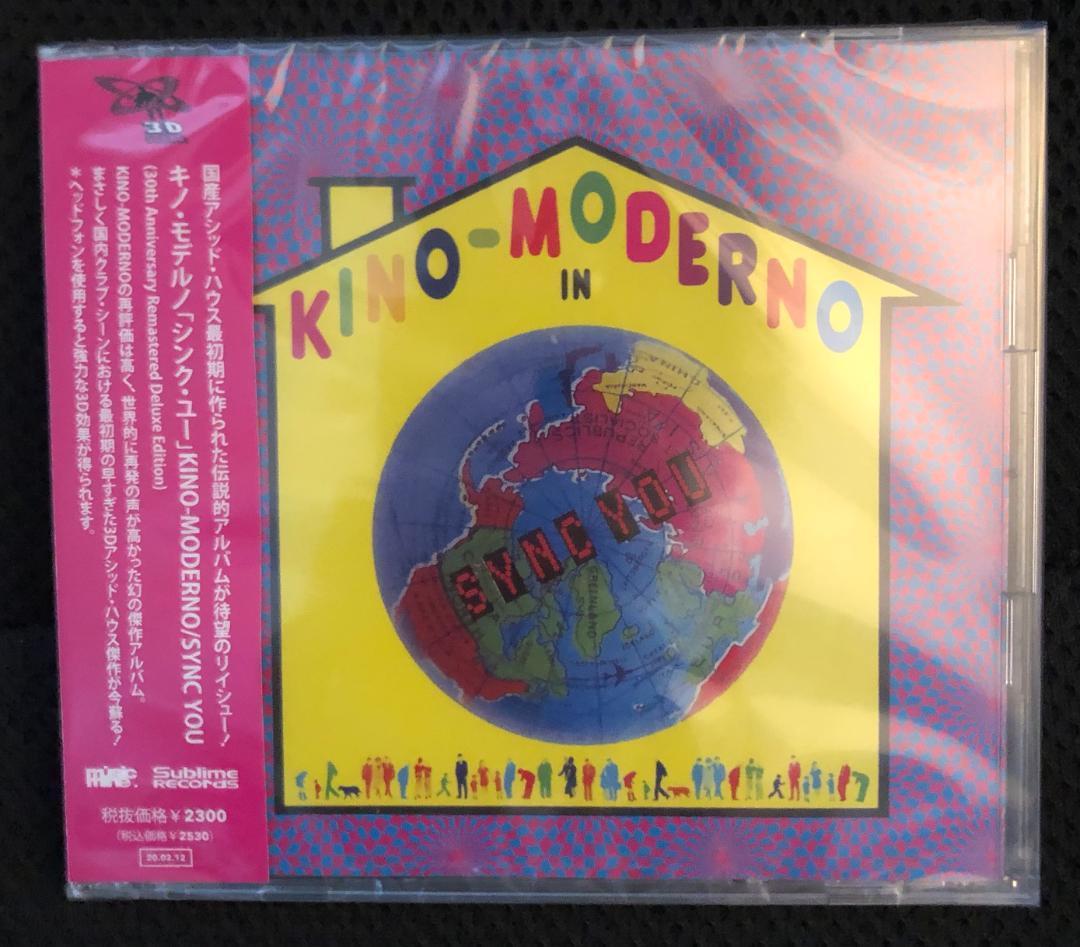 3D
国産アシッド・ハウス最初期に作られた伝説的アルバムが待望のリイシュー!
キノ・モデルノ「シンク・ユー」KINO-MODERNO/SYNC YOU
(30th Anniversary Remastered Deluxe Edition)
KINO-MODERNOの再評価は高く、世界的に再発の声が高かった幻の傑作アルバム。
まさしく国内クラブ・シーンにおける最初期の早すぎた3Dアシッド・ハウス傑作が今蘇る!
*ヘッドフォンを使用すると強力な3D効果が得られます。
music mine.
Sublime RECORDS
税抜価格¥2300
(税込価格¥2530)
20.02.12
KINO-MODERNO
IN
CHINA
REPUBLICS
SOCIALIST
SYNC YOU
GREENLAND